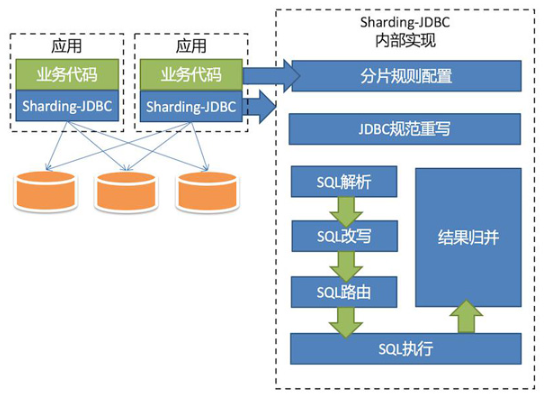 应用
业务代码
Sharding-JDBC
应用
业务代码
Sharding-JDBC
Sharding-JDBC
内部实现
分片规则配置
JDBC规范重写
SQL解析
SQL改写
SQL路由
结果归并
SQL执行